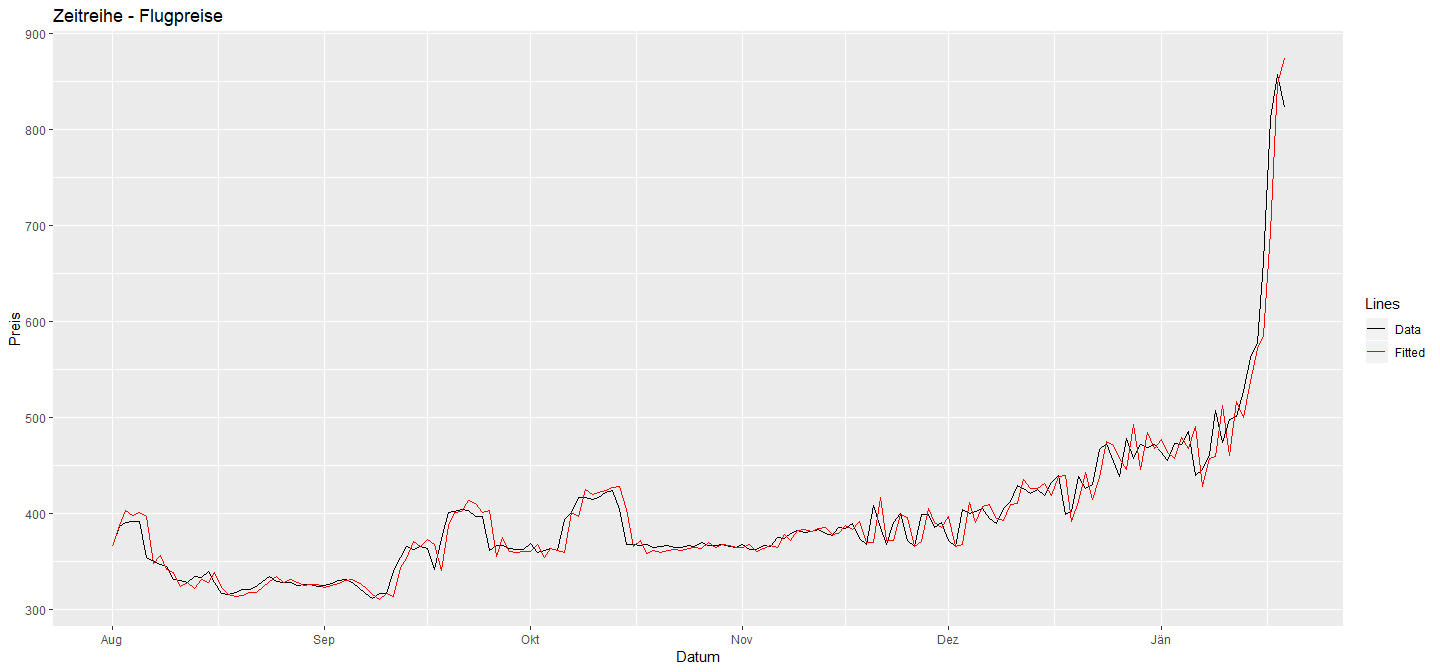 Zeitreihe - Flugpreise
900
800
700
600
500
400
300
Preis
Aug
Sep
Okt
Nov
Dez
Jän
Datum
Lines
Data
Fitted